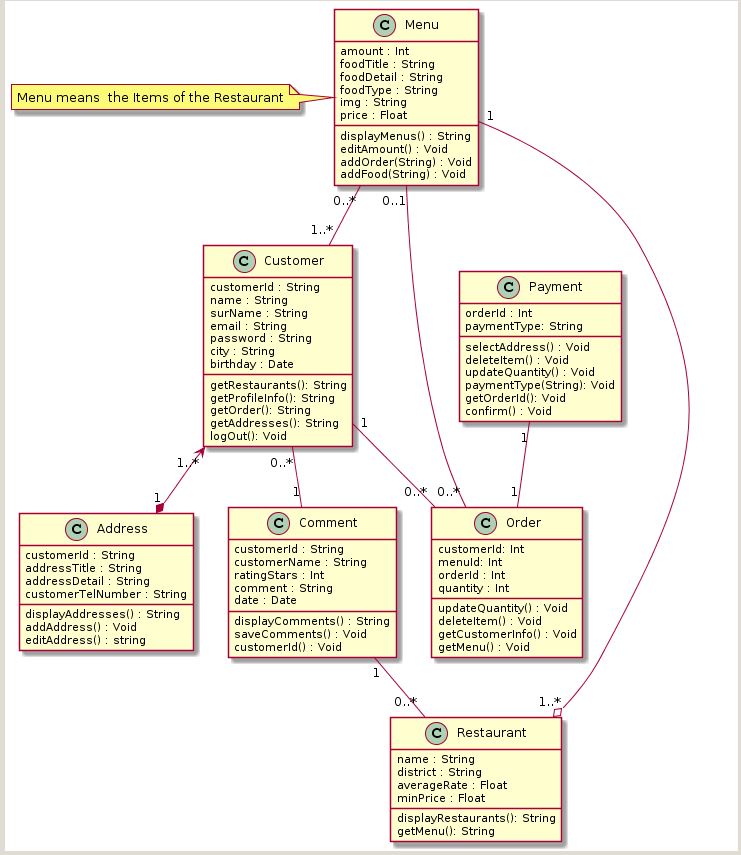 C Menu
amount : Int
foodTitle : String
foodDetail : String
foodType : String
img : String
price : Float
displayMenus() : String
editAmount() : Void
addOrder(String) : Void
addFood(String) : Void
Menu means  the Items of the Restaurant
1
0..*
0..1
1..*
C Customer
customerId : String
name : String
surName : String
email : String
password : String
city : String
birthday : Date
getRestaurants(): String
getProfileInfo(): String
getOrder(): String
getAddresses(): String
logOut(): Void
C Payment
orderId : Int
paymentType: String
selectAddress() : Void
deleteItem() : Void
updateQuantity() : Void
paymentType(String): Void
getOrderId(): Void
confirm() : Void
1
1..*
0..*
1
1
1
0..*
0..*
1
C Address
customerId : String
addressTitle : String
addressDetail : String
customerTelNumber : String
displayAddresses() : String
addAddress() : Void
editAddress() : string
C Comment
customerId : String
customerName : String
ratingStars : Int
comment : String
date : Date
displayComments() : String
saveComments() : Void
customerId() : Void
C Order
customerId: Int
menuId: Int
orderId : Int
quantity : Int
updateQuantity() : Void
deleteItem() : Void
getCustomerInfo() : Void
getMenu() : Void
1
0..*
1..*
C Restaurant
name : String
district : String
averageRate : Float
minPrice : Float
displayRestaurants(): String
getMenu(): String